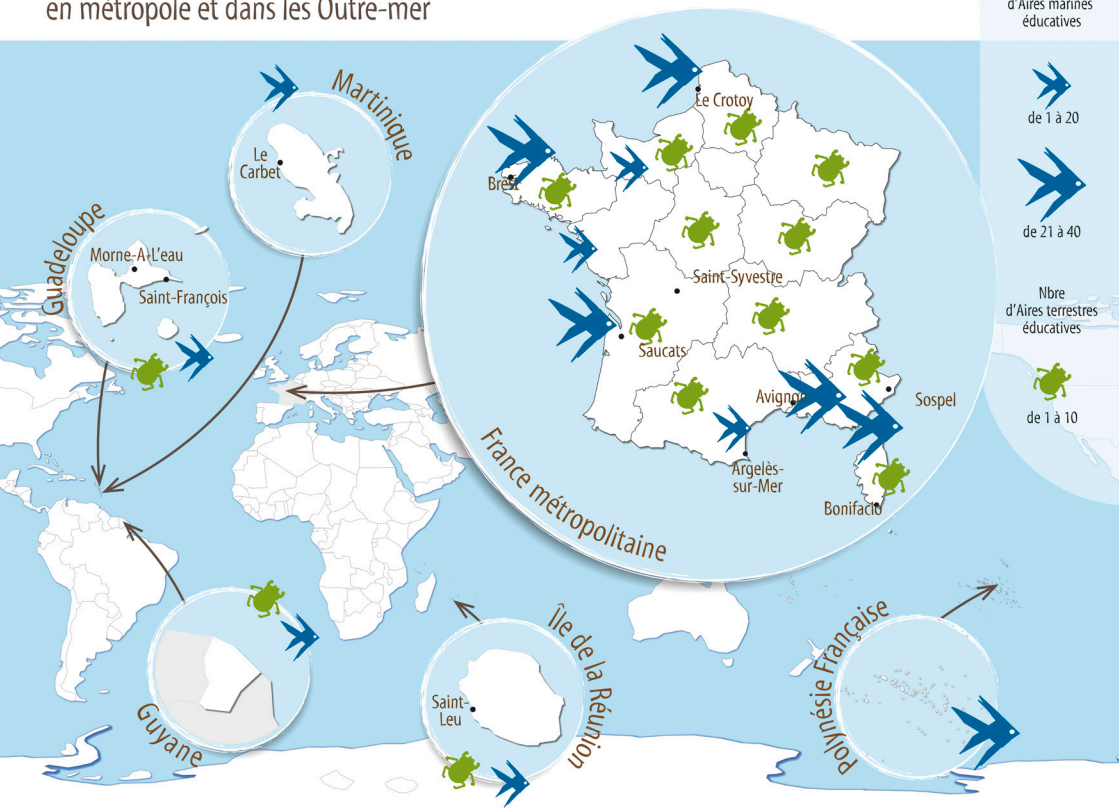 en métropole et dans les Outre-mer
d'Aires marines
éducatives
de 1 à 20
de 21 à 40
Nbre
d'Aires terrestres
éducatives
de 1 à 10
Martinique
Le
Carbet
Guadeloupe
Morne-A-L'eau
Saint-François
Le Crotoy
Brest
Saint-Syvestre
Saucats
Avignon
Sospel
Argelès-
sur-Mer
Bonifacio
France métropolitaine
Guyane
Île de la Réunion
Saint-
Leu
Polynésie Française